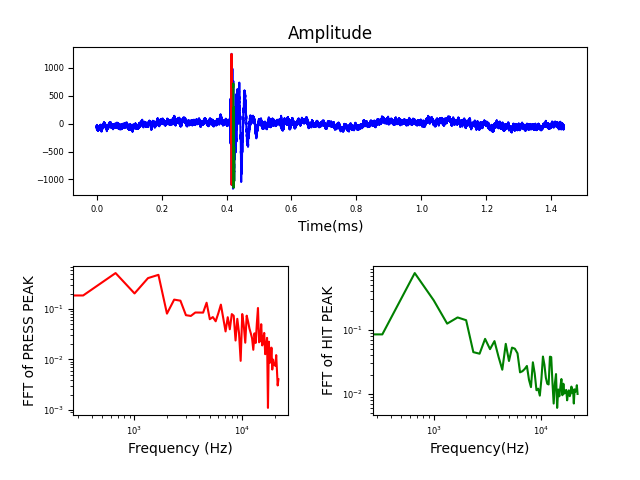 Amplitude
1000
500
0
−500
−1000
0.0 0.2 0.4 0.6 0.8 1.0 1.2 1.4
Time(ms)
FFT of PRESS PEAK
10⁻¹
10⁻²
10⁻³
10³ 10⁴
Frequency (Hz)
FFT of HIT PEAK
10⁻¹
10⁻²
10³ 10⁴
Frequency(Hz)